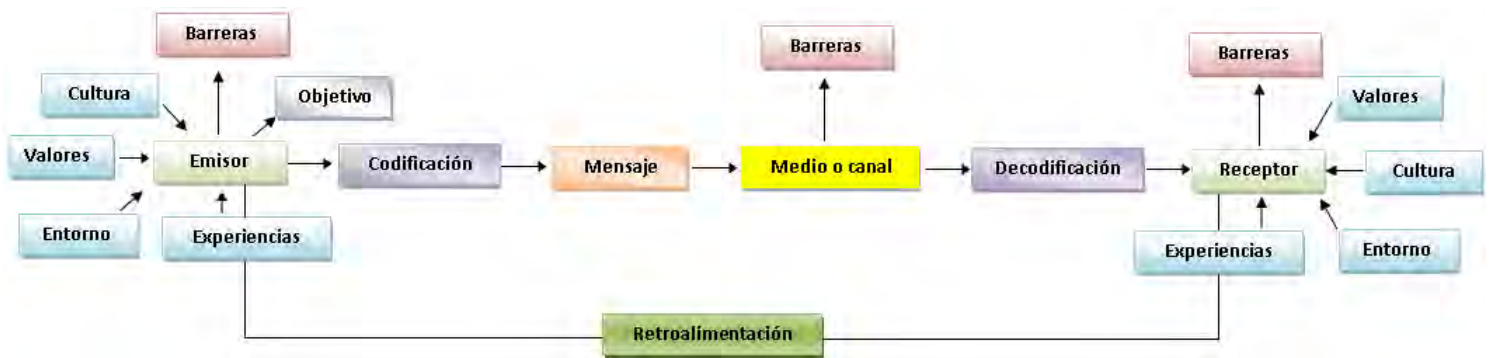 Barreras
Barreras
Barreras
Cultura
Objetivo
Valores
Valores
Emisor
Codificación
Mensaje
Medio o canal
Decodificación
Receptor
Cultura
Entorno
Experiencias
Experiencias
Entorno
Retroalimentación